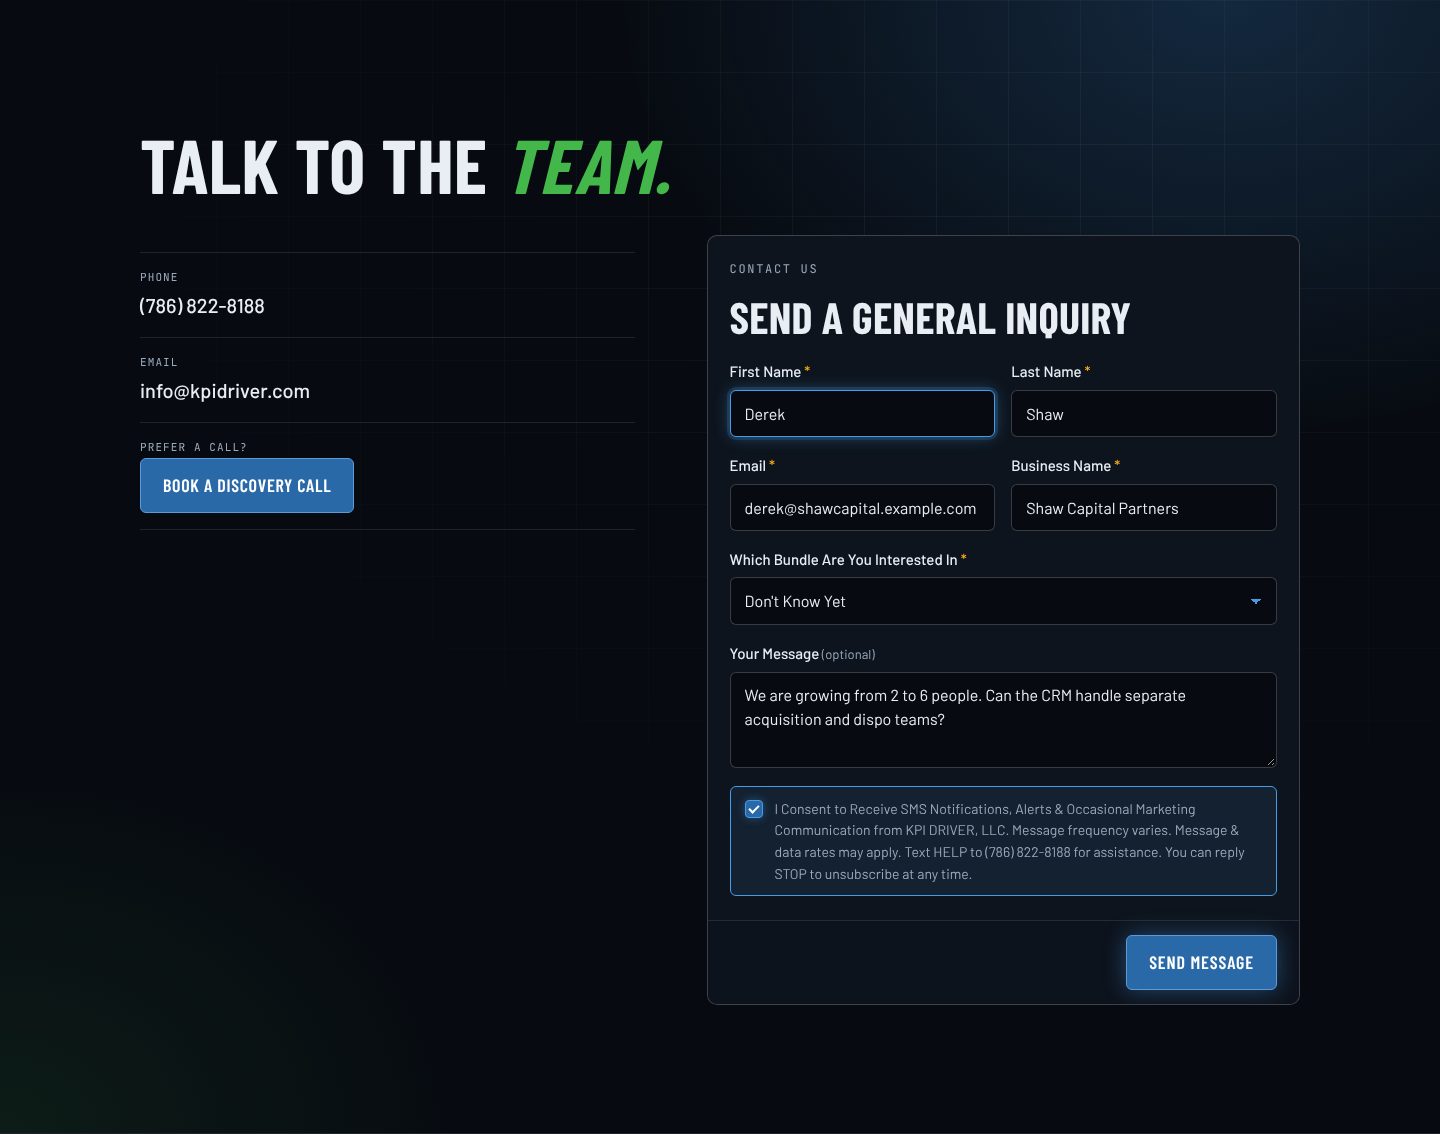 TALK TO THE TEAM.
PHONE
(786) 822-8188
EMAIL
info@kpidriver.com
PREFER A CALL?
BOOK A DISCOVERY CALL
CONTACT US
SEND A GENERAL INQUIRY
First Name *
Derek
Last Name *
Shaw
Email *
derek@shawcapital.example.com
Business Name *
Shaw Capital Partners
Which Bundle Are You Interested In *
Don't Know Yet
Your Message (optional)
We are growing from 2 to 6 people. Can the CRM handle separate
acquisition and dispo teams?
I Consent to Receive SMS Notifications, Alerts & Occasional Marketing
Communication from KPI DRIVER, LLC. Message frequency varies. Message &
data rates may apply. Text HELP to (786) 822-8188 for assistance. You can reply
STOP to unsubscribe at any time.
SEND MESSAGE